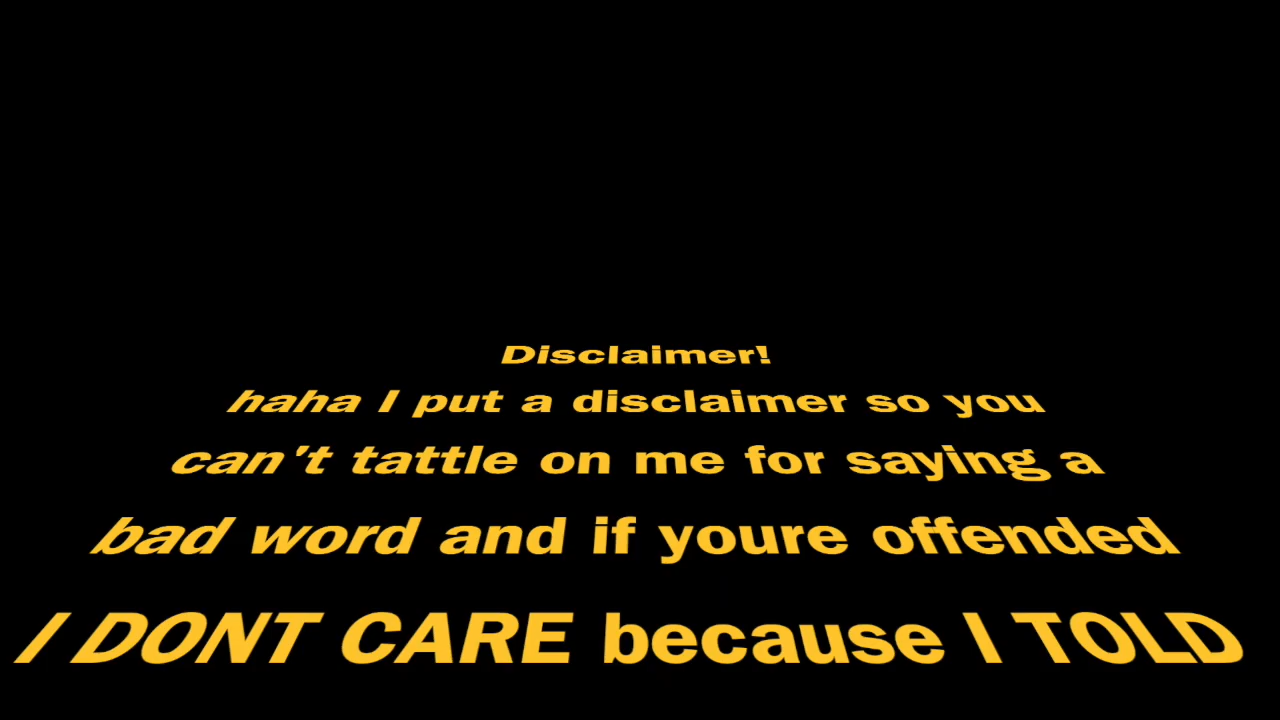 Disclaimer!
haha I put a disclaimer so you
can't tattle on me for saying a
bad word and if youre offended
I DONT CARE because I TOLD